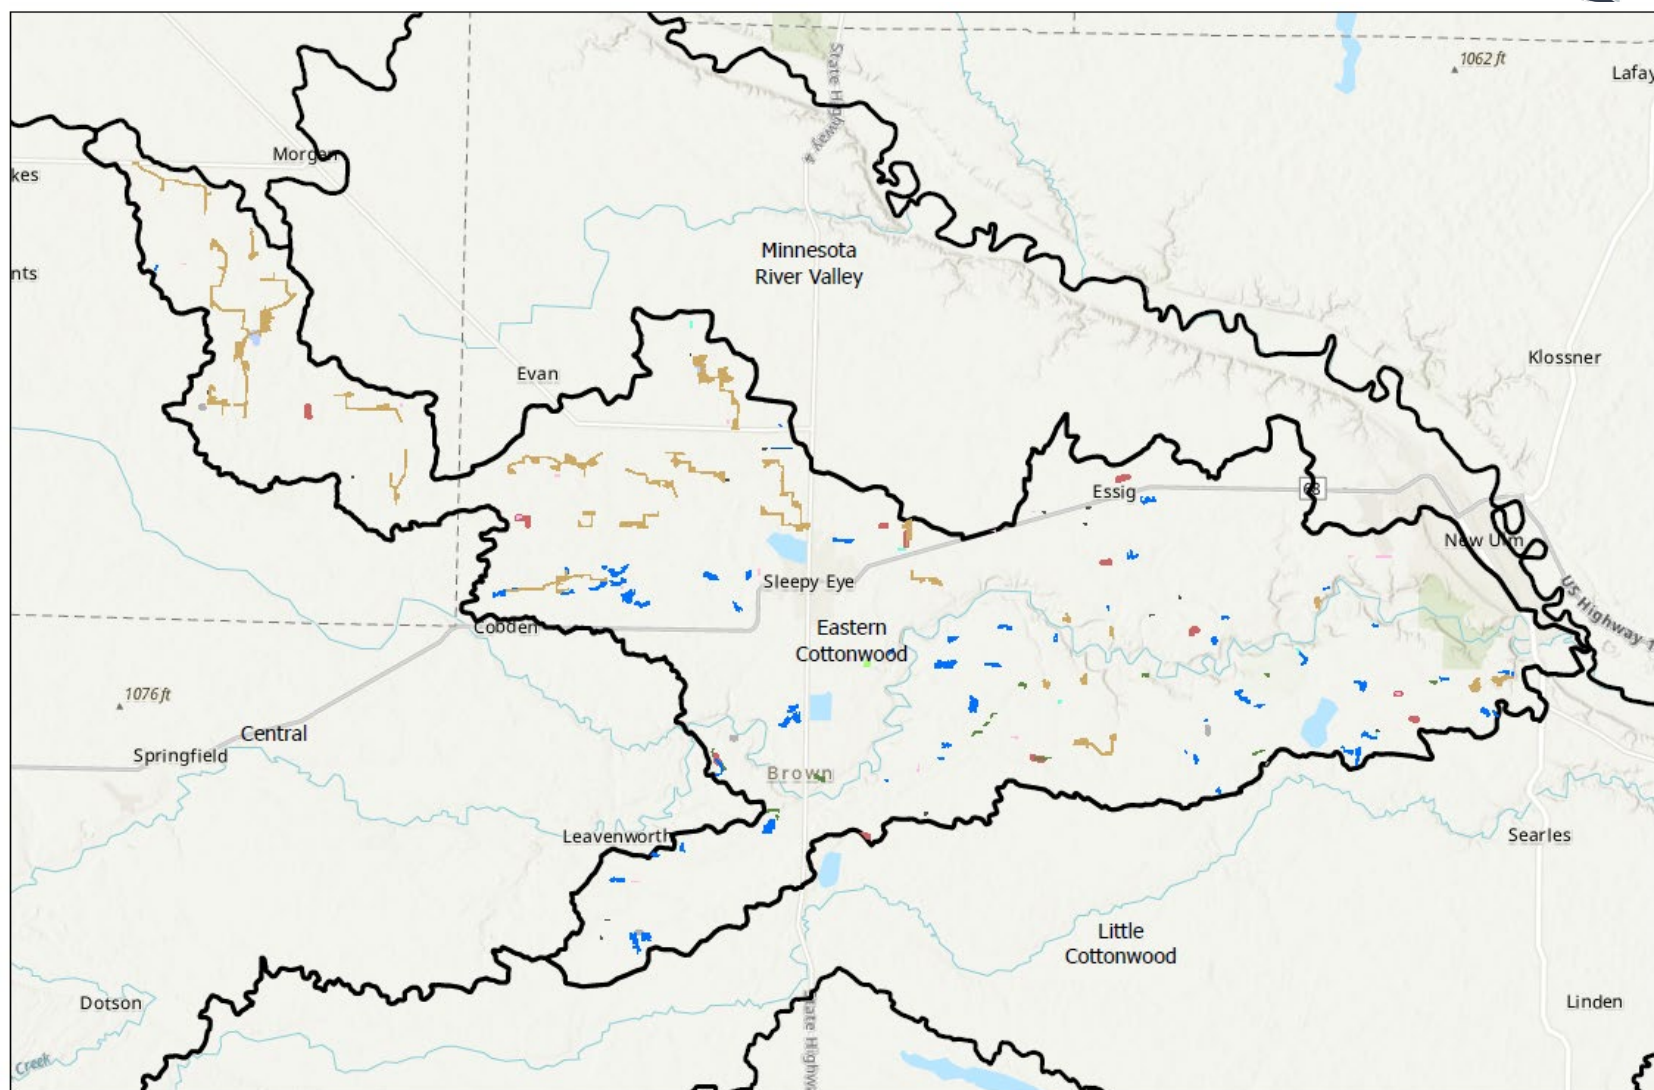 1062 ft
Lafay
State Highway 4
Morgan
kes
Minnesota
River Valley
nts
Klossner
Evan
68
Essig
New Ulm
Sleepy Eye
US Highway 1
Cobden
Eastern
Cottonwood
1076 ft
Central
Springfield
Brown
Leavenworth
Searles
Little
Cottonwood
Dotson
Linden
State Highw
Creek